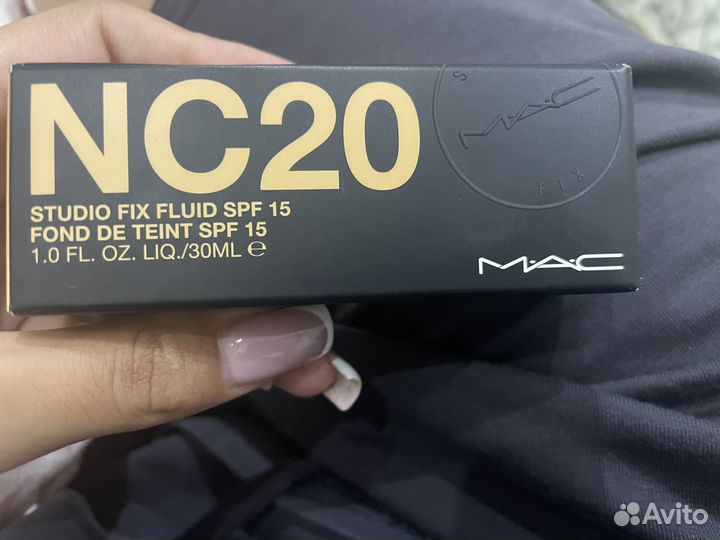 NC20
STUDIO FIX FLUID SPF 15
FOND DE TEINT SPF 15
1.0 FL. OZ. LIQ./30ML ℮
S
MAC
FIX
M·A·C
Avito